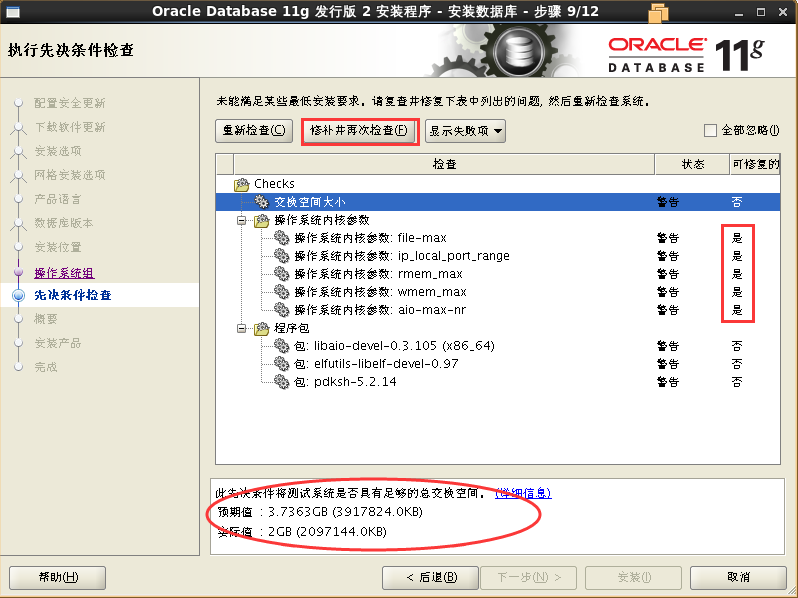 Oracle Database 11g 发行版 2 安装程序 - 安装数据库 - 步骤 9/12
执行先决条件检查
ORACLE
DATABASE
11g
配置安全更新
下载软件更新
安装选项
网格安装选项
产品语言
数据库版本
安装位置
操作系统组
先决条件检查
概要
安装产品
完成
未能满足某些最低安装要求。请复查并修复下表中列出的问题, 然后重新检查系统。
重新检查(C) 修补并再次检查(F) 显示失败项 全部忽略(I)
检查 状态 可修复的
Checks
交换空间大小 警告 否
操作系统内核参数
操作系统内核参数: file-max 警告 是
操作系统内核参数: ip_local_port_range 警告 是
操作系统内核参数: rmem_max 警告 是
操作系统内核参数: wmem_max 警告 是
操作系统内核参数: aio-max-nr 警告 是
程序包
包: libaio-devel-0.3.105 (x86_64) 警告 否
包: elfutils-libelf-devel-0.97 警告 否
包: pdksh-5.2.14 警告 否
此先决条件将测试系统是否具有足够的总交换空间。 (详细信息)
预期值 : 3.7363GB (3917824.0KB)
实际值 : 2GB (2097144.0KB)
帮助(H) < 后退(B) 下一步(N) > 安装(I) 取消